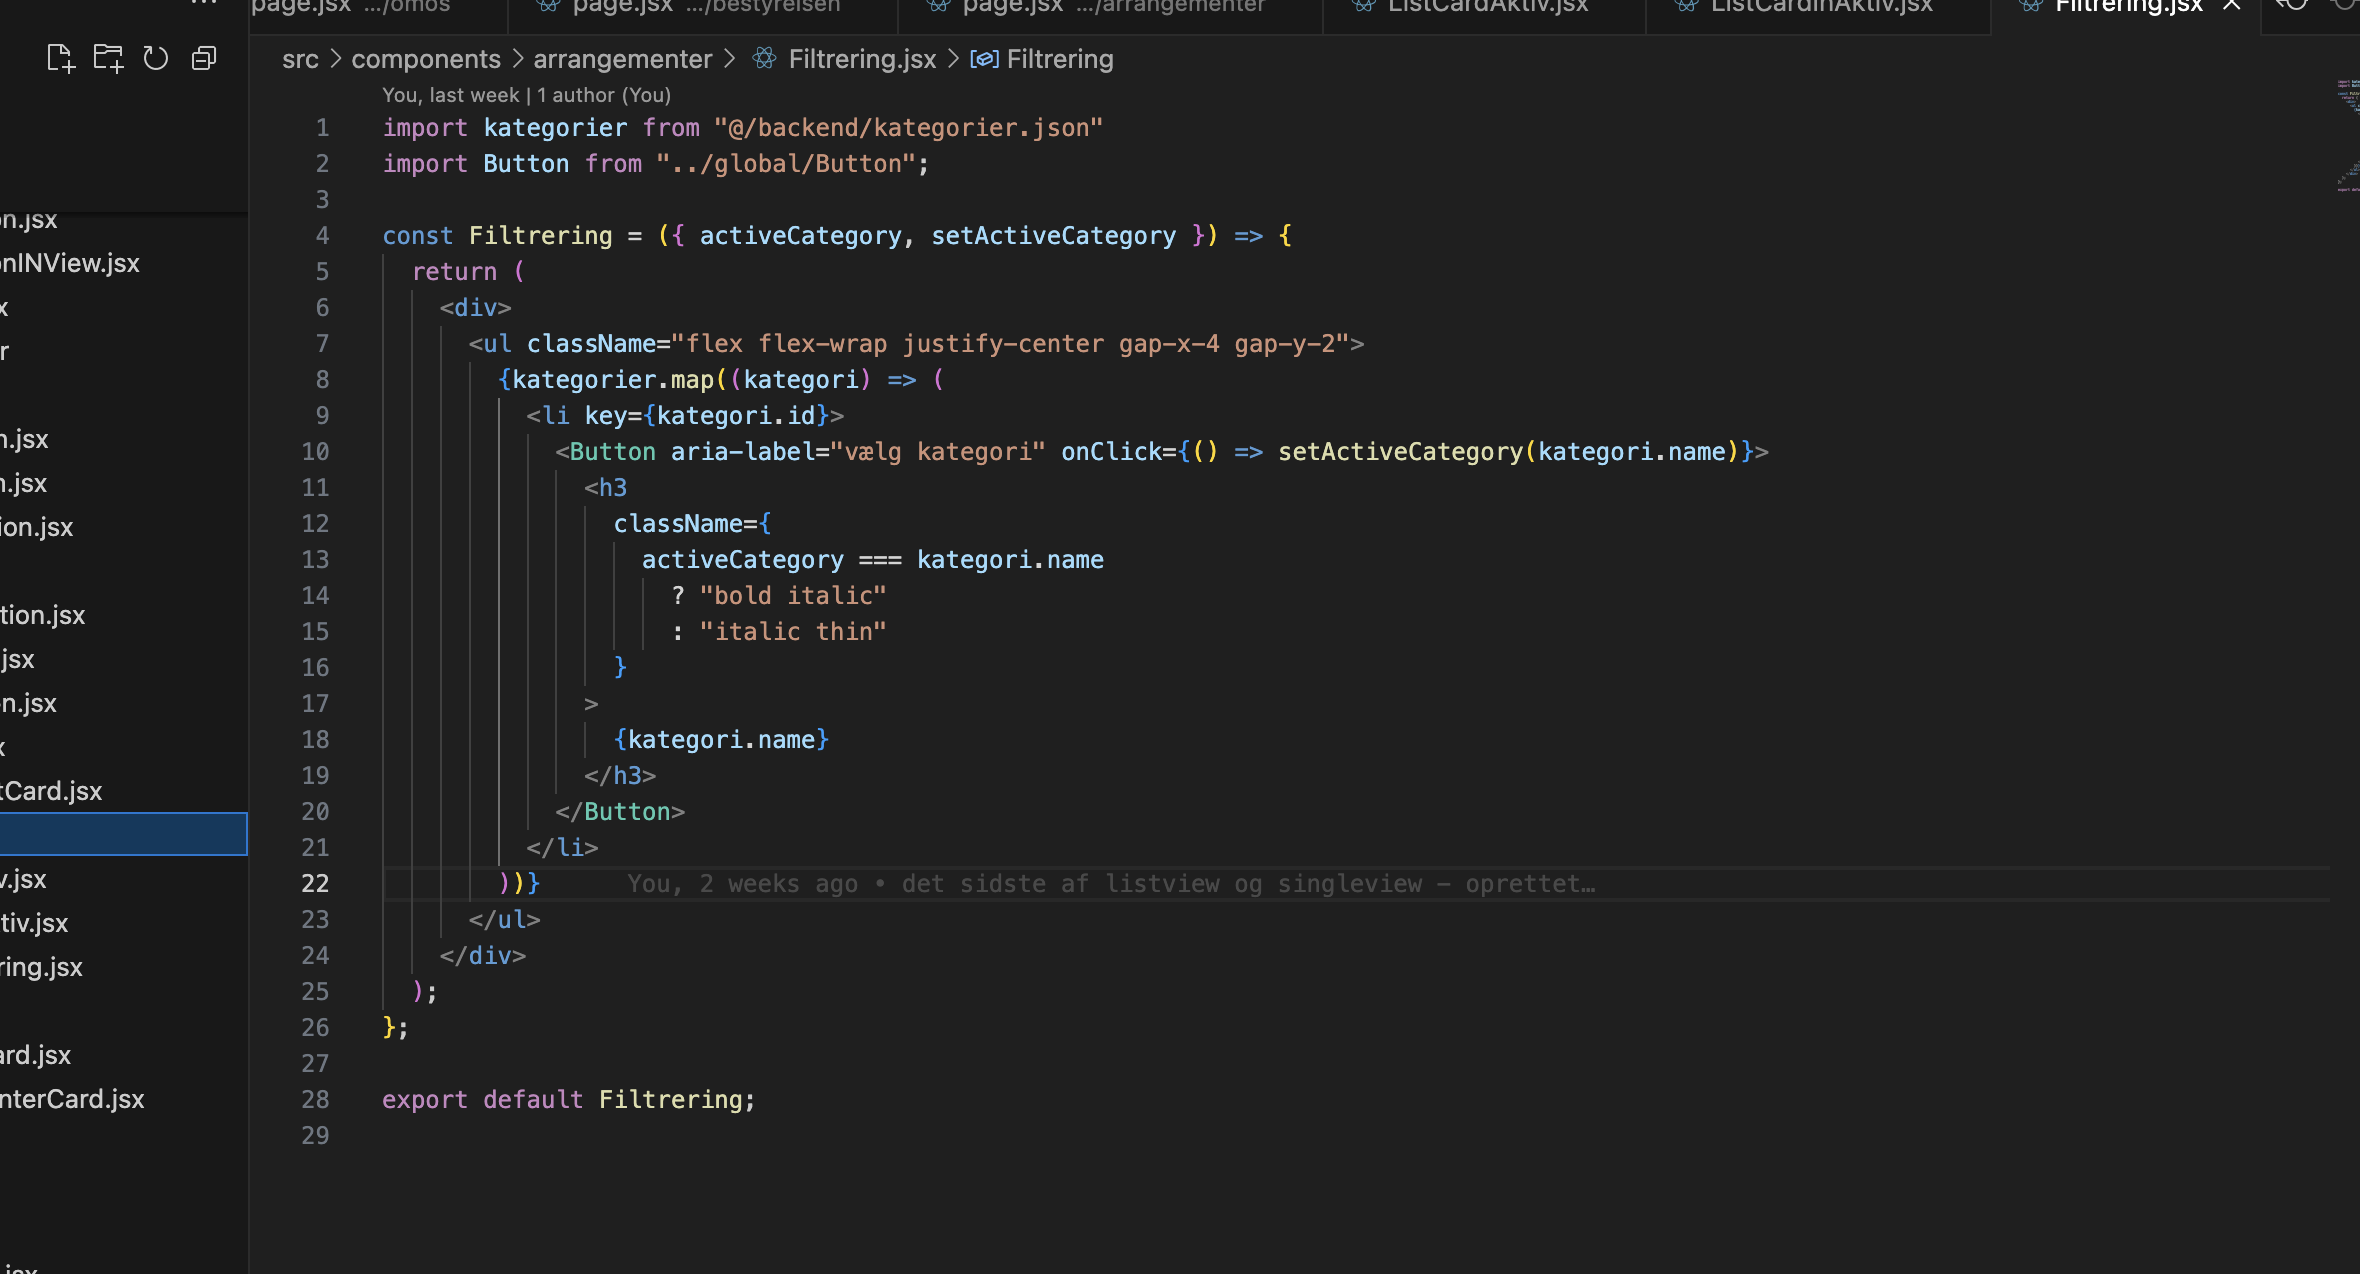 page.jsx .../omos
page.jsx .../bestyrelsen
page.jsx .../arrangementer
ListCardAktiv.jsx
ListCardInAktiv.jsx
Filtrering.jsx
src > components > arrangementer > Filtrering.jsx > Filtrering
You, last week | 1 author (You)
1 import kategorier from "@/backend/kategorier.json"
2 import Button from "../global/Button";
3
4 const Filtrering = ({ activeCategory, setActiveCategory }) => {
5 return (
6 <div>
7 <ul className="flex flex-wrap justify-center gap-x-4 gap-y-2">
8 {kategorier.map((kategori) => (
9 <li key={kategori.id}>
10 <Button aria-label="vælg kategori" onClick={() => setActiveCategory(kategori.name)}>
11 <h3
12 className={
13 activeCategory === kategori.name
14 ? "bold italic"
15 : "italic thin"
16 }
17 >
18 {kategori.name}
19 </h3>
20 </Button>
21 </li>
22 ))} You, 2 weeks ago • det sidste af listview og singleview – oprettet…
23 </ul>
24 </div>
25 );
26 };
27
28 export default Filtrering;
29
on.jsx
onINView.jsx
x
r
n.jsx
n.jsx
ion.jsx
tion.jsx
jsx
n.jsx
x
tCard.jsx
v.jsx
tiv.jsx
ring.jsx
ard.jsx
nterCard.jsx
.jsx